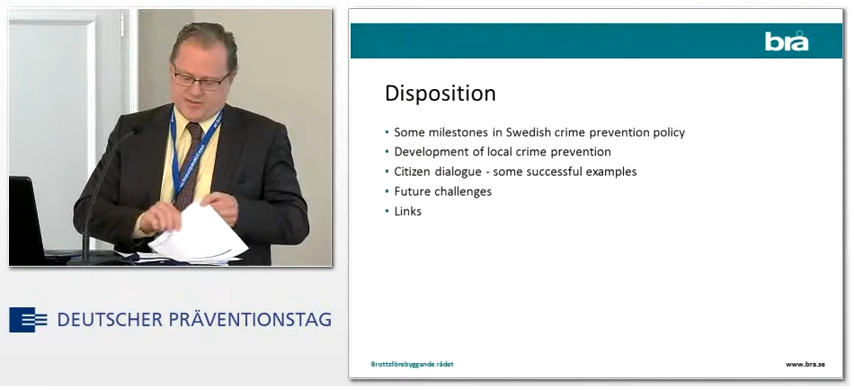 brå
Disposition
• Some milestones in Swedish crime prevention policy
• Development of local crime prevention
• Citizen dialogue - some successful examples
• Future challenges
• Links
DEUTSCHER PRÄVENTIONSTAG
Brottsförebyggande rådet
www.bra.se